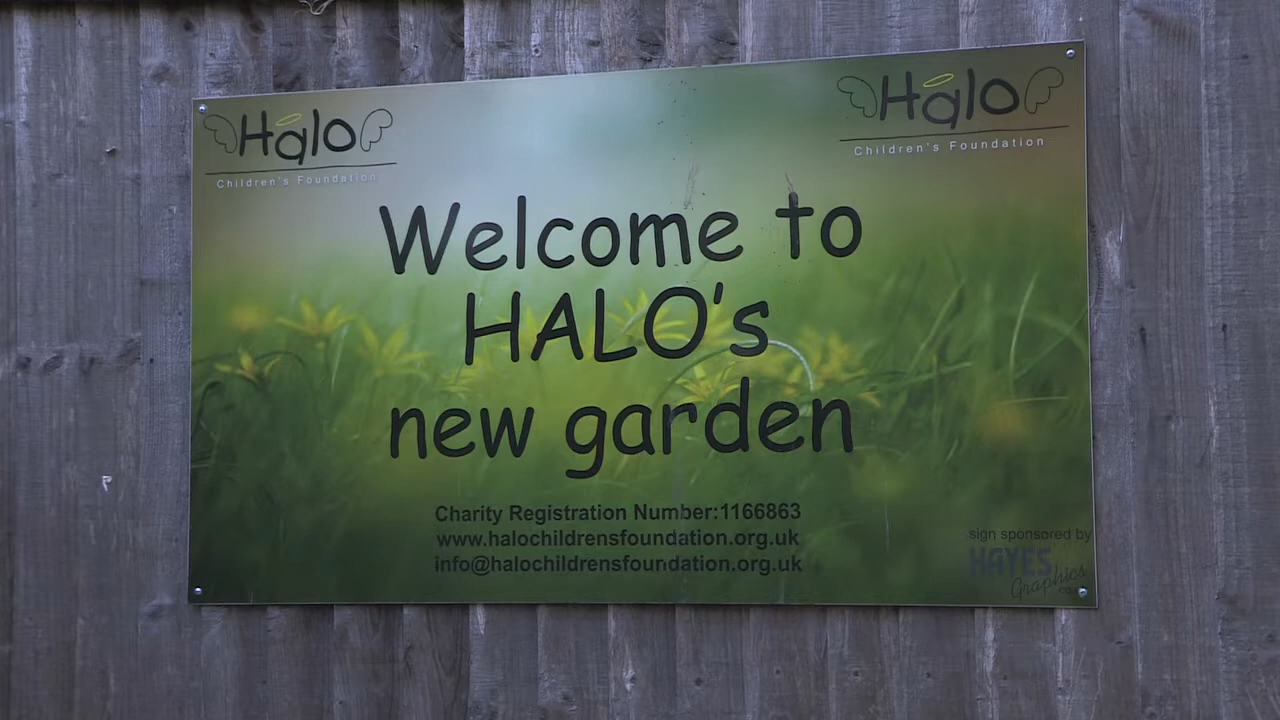 Halo
Children's Foundation
Halo
Children's Foundation
Welcome to
HALO's
new garden
Charity Registration Number:1166863
www.halochildrensfoundation.org.uk
info@halochildrensfoundation.org.uk
sign sponsored by
HAYES
Graphics